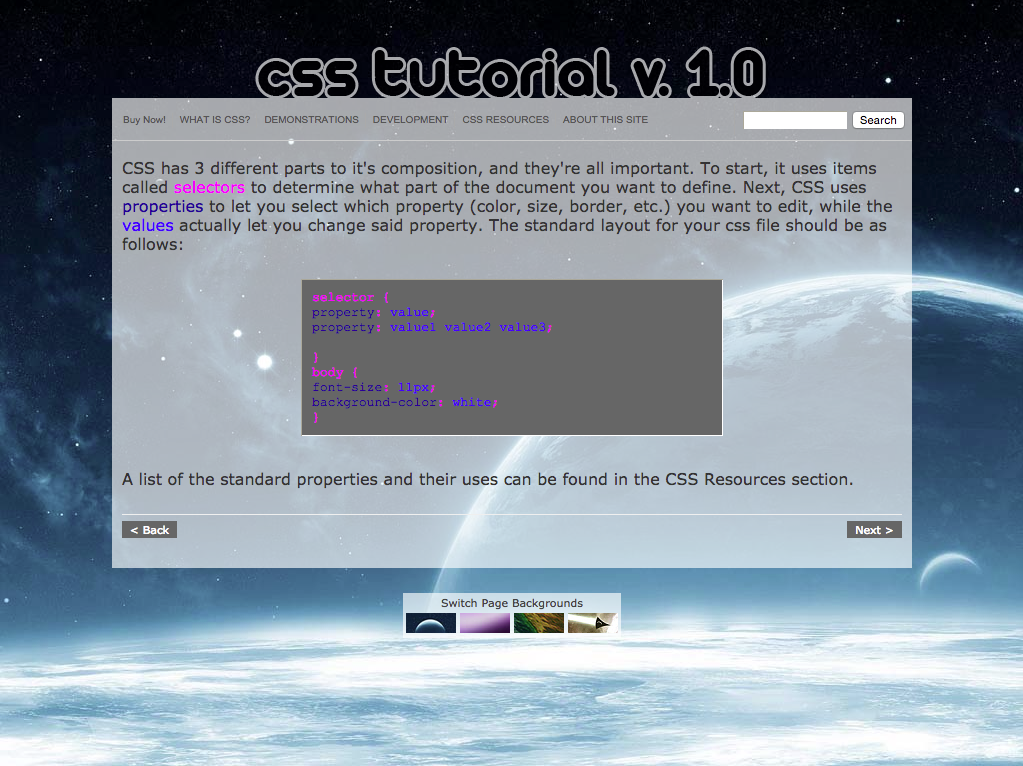 css tutorial v. 1.0
Buy Now! WHAT IS CSS? DEMONSTRATIONS DEVELOPMENT CSS RESOURCES ABOUT THIS SITE Search
CSS has 3 different parts to it's composition, and they're all important. To start, it uses items
called selectors to determine what part of the document you want to define. Next, CSS uses
properties to let you select which property (color, size, border, etc.) you want to edit, while the
values actually let you change said property. The standard layout for your css file should be as
follows:
selector {
property: value;
property: value1 value2 value3;
}
body {
font-size: 11px;
background-color: white;
}
A list of the standard properties and their uses can be found in the CSS Resources section.
< Back Next >
Switch Page Backgrounds